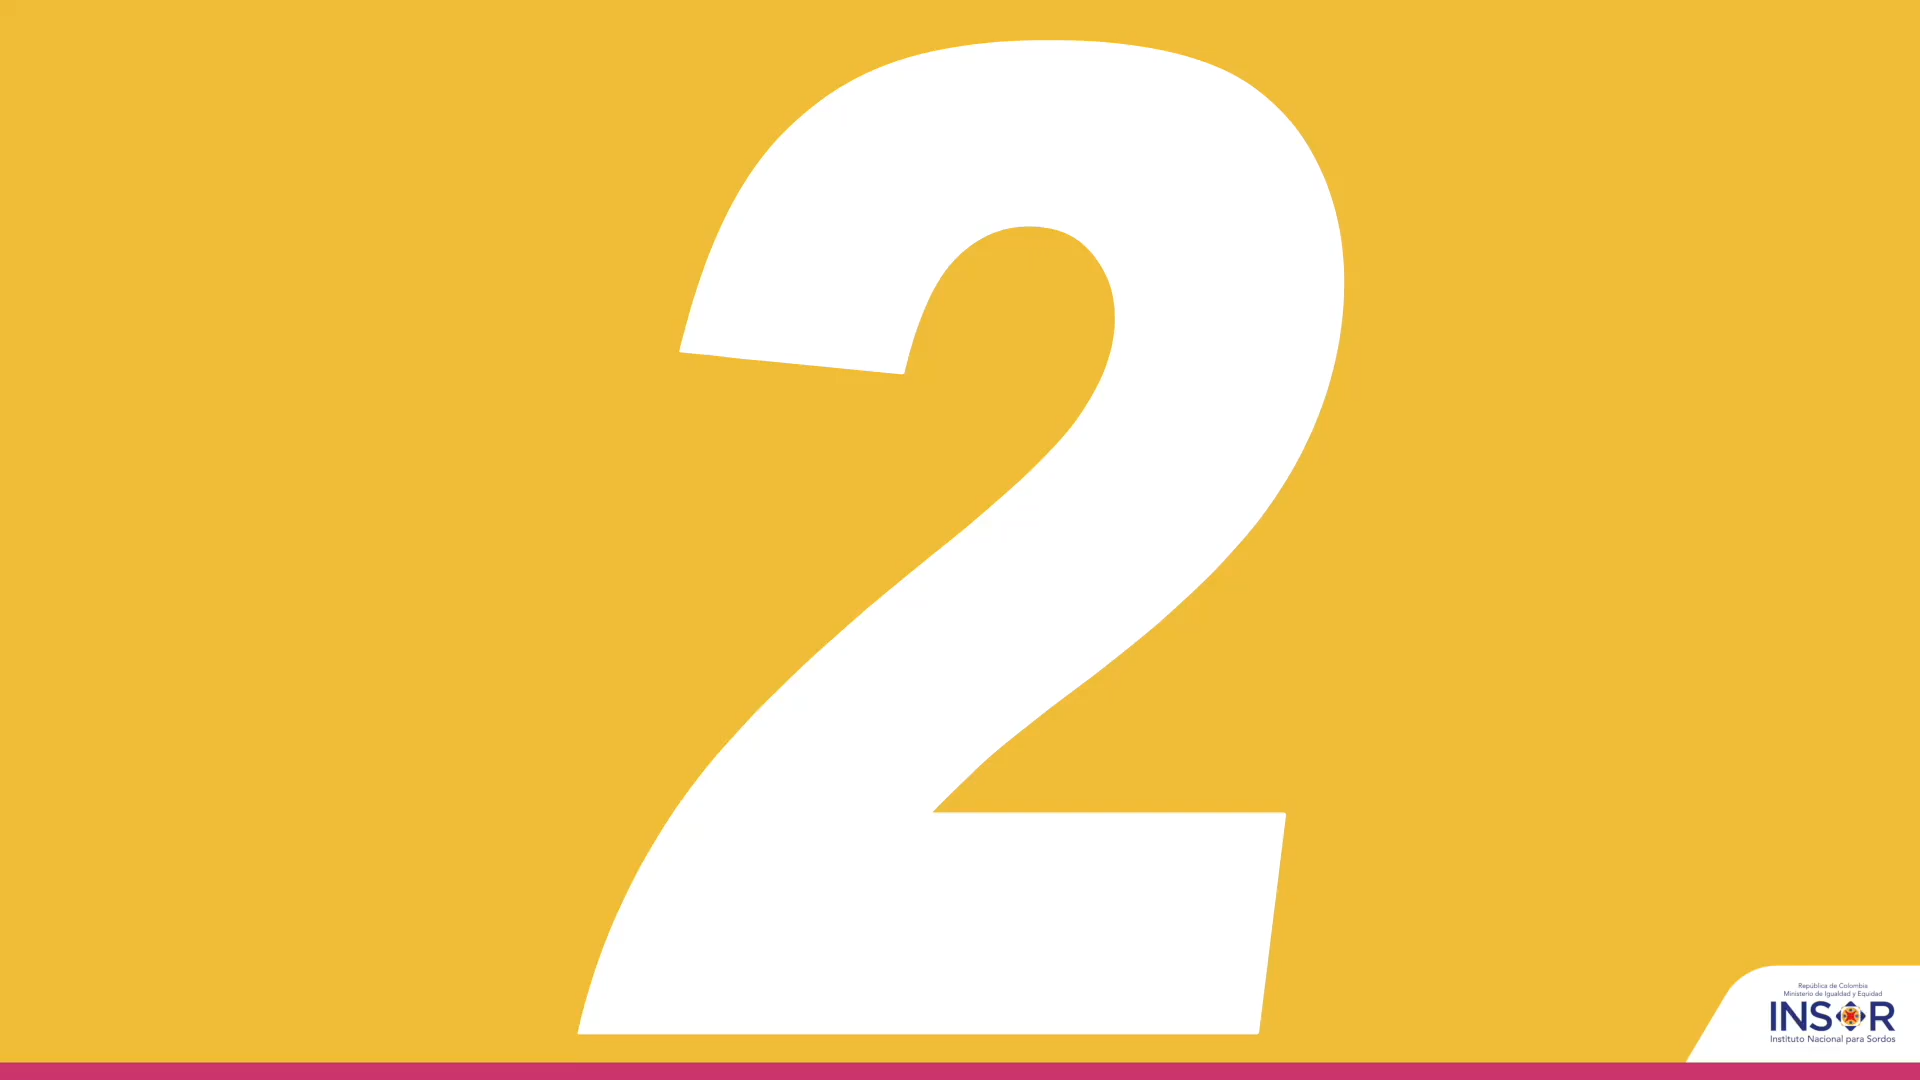 2
República de Colombia
Ministerio de Igualdad y Equidad
INSOR
Instituto Nacional para Sordos